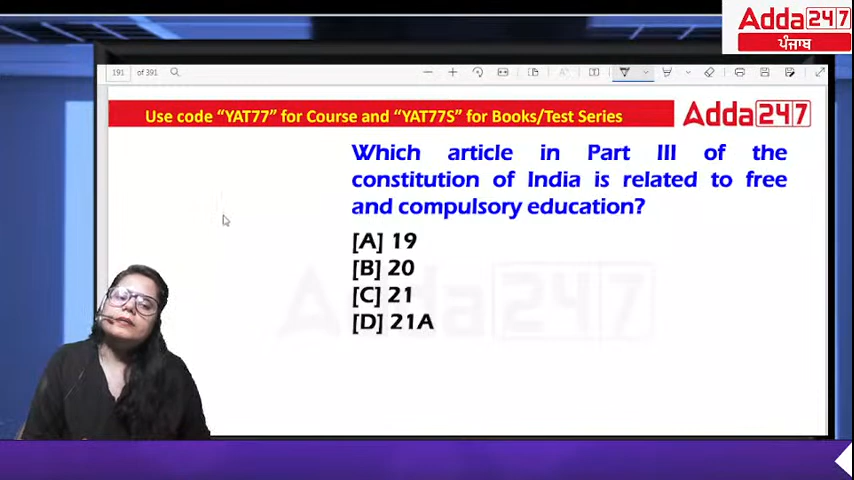 Adda247
ਪੰਜਾਬ
191 of 391
Use code “YAT77” for Course and “YAT77S” for Books/Test Series
Adda247
Which article in Part III of the
constitution of India is related to free
and compulsory education?
[A] 19
[B] 20
[C] 21
[D] 21A
Adda247